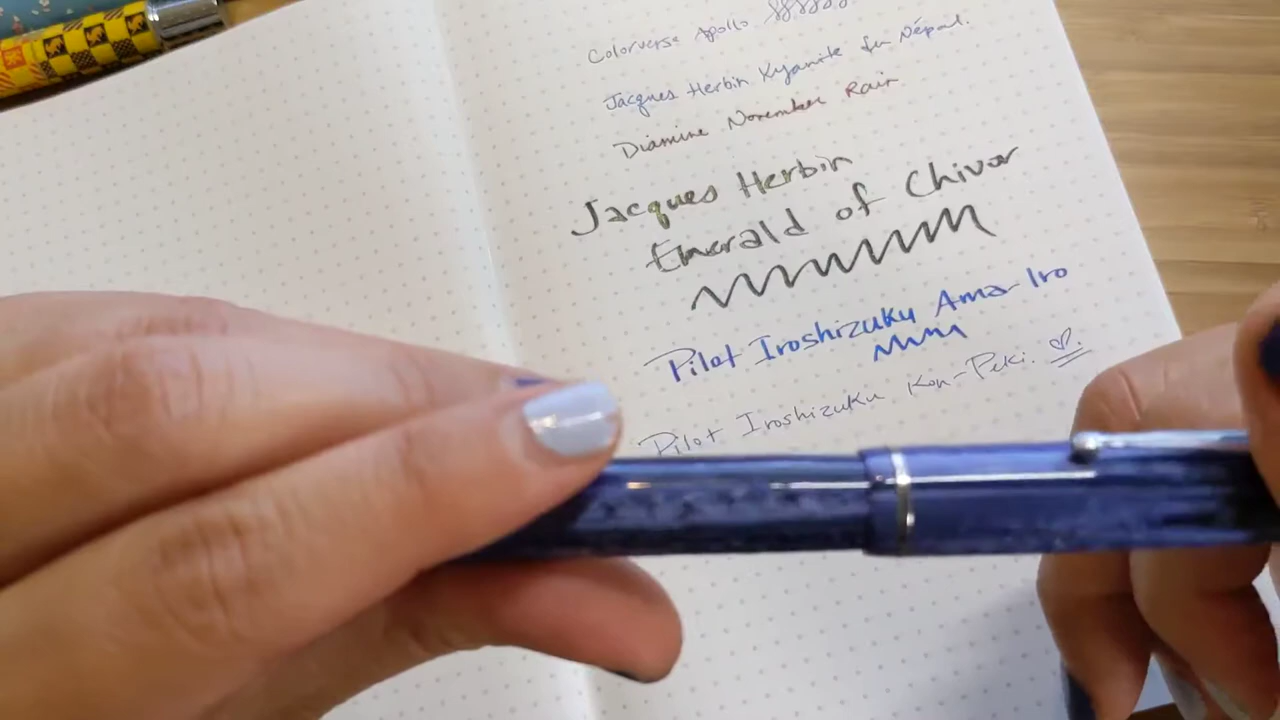 Colorverse Apollo
Jacques Herbin Kyanite du Népal.
Diamine November Rain
Jacques Herbin
Emerald of Chivor
Pilot Iroshizuku Ama-Iro
Pilot Iroshizuku Kon-Peki.